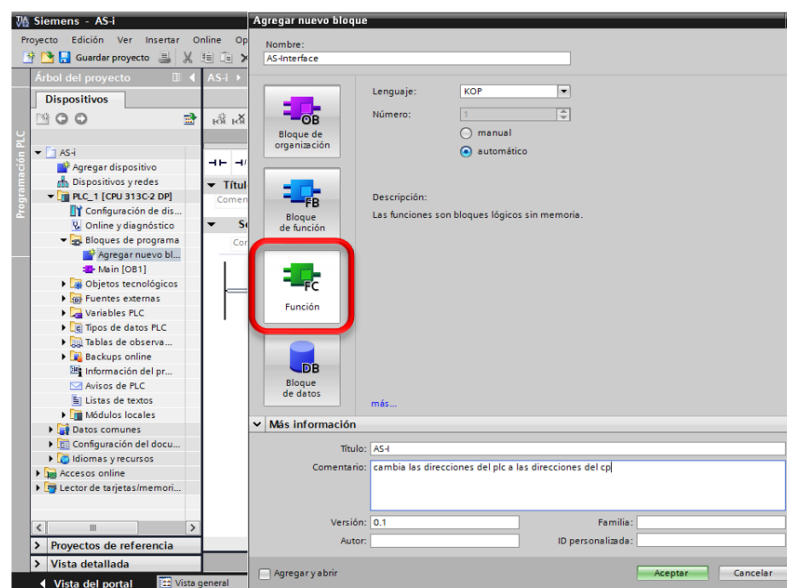 Siemens - AS-i
Proyecto Edición Ver Insertar Online Op
Guardar proyecto
Árbol del proyecto
AS-i
Dispositivos
Programación PLC
AS-i
Agregar dispositivo
Dispositivos y redes
PLC_1 [CPU 313C-2 DP]
Configuración de dis...
Online y diagnóstico
Bloques de programa
Agregar nuevo bl...
Main [OB1]
Objetos tecnológicos
Fuentes externas
Variables PLC
Tipos de datos PLC
Tablas de observa...
Backups online
Información del pr...
Avisos de PLC
Listas de textos
Módulos locales
Datos comunes
Configuración del docu...
Idiomas y recursos
Accesos online
Lector de tarjetas/memori...
Proyectos de referencia
Vista detallada
Vista del portal
Vista general
Títul
Comen
Se
Cor
Agregar nuevo bloque
Nombre:
AS-Interface
OB
Bloque de
organización
FB
Bloque
de función
FC
Función
DB
Bloque
de datos
Lenguaje: KOP
Número: 1
manual
automático
Descripción:
Las funciones son bloques lógicos sin memoria.
más...
Más información
Título: AS-I
Comentario: cambia las direcciones del plc a las direcciones del cp
Versión: 0.1
Familia:
Autor:
ID personalizada:
Agregar y abrir
Aceptar
Cancelar